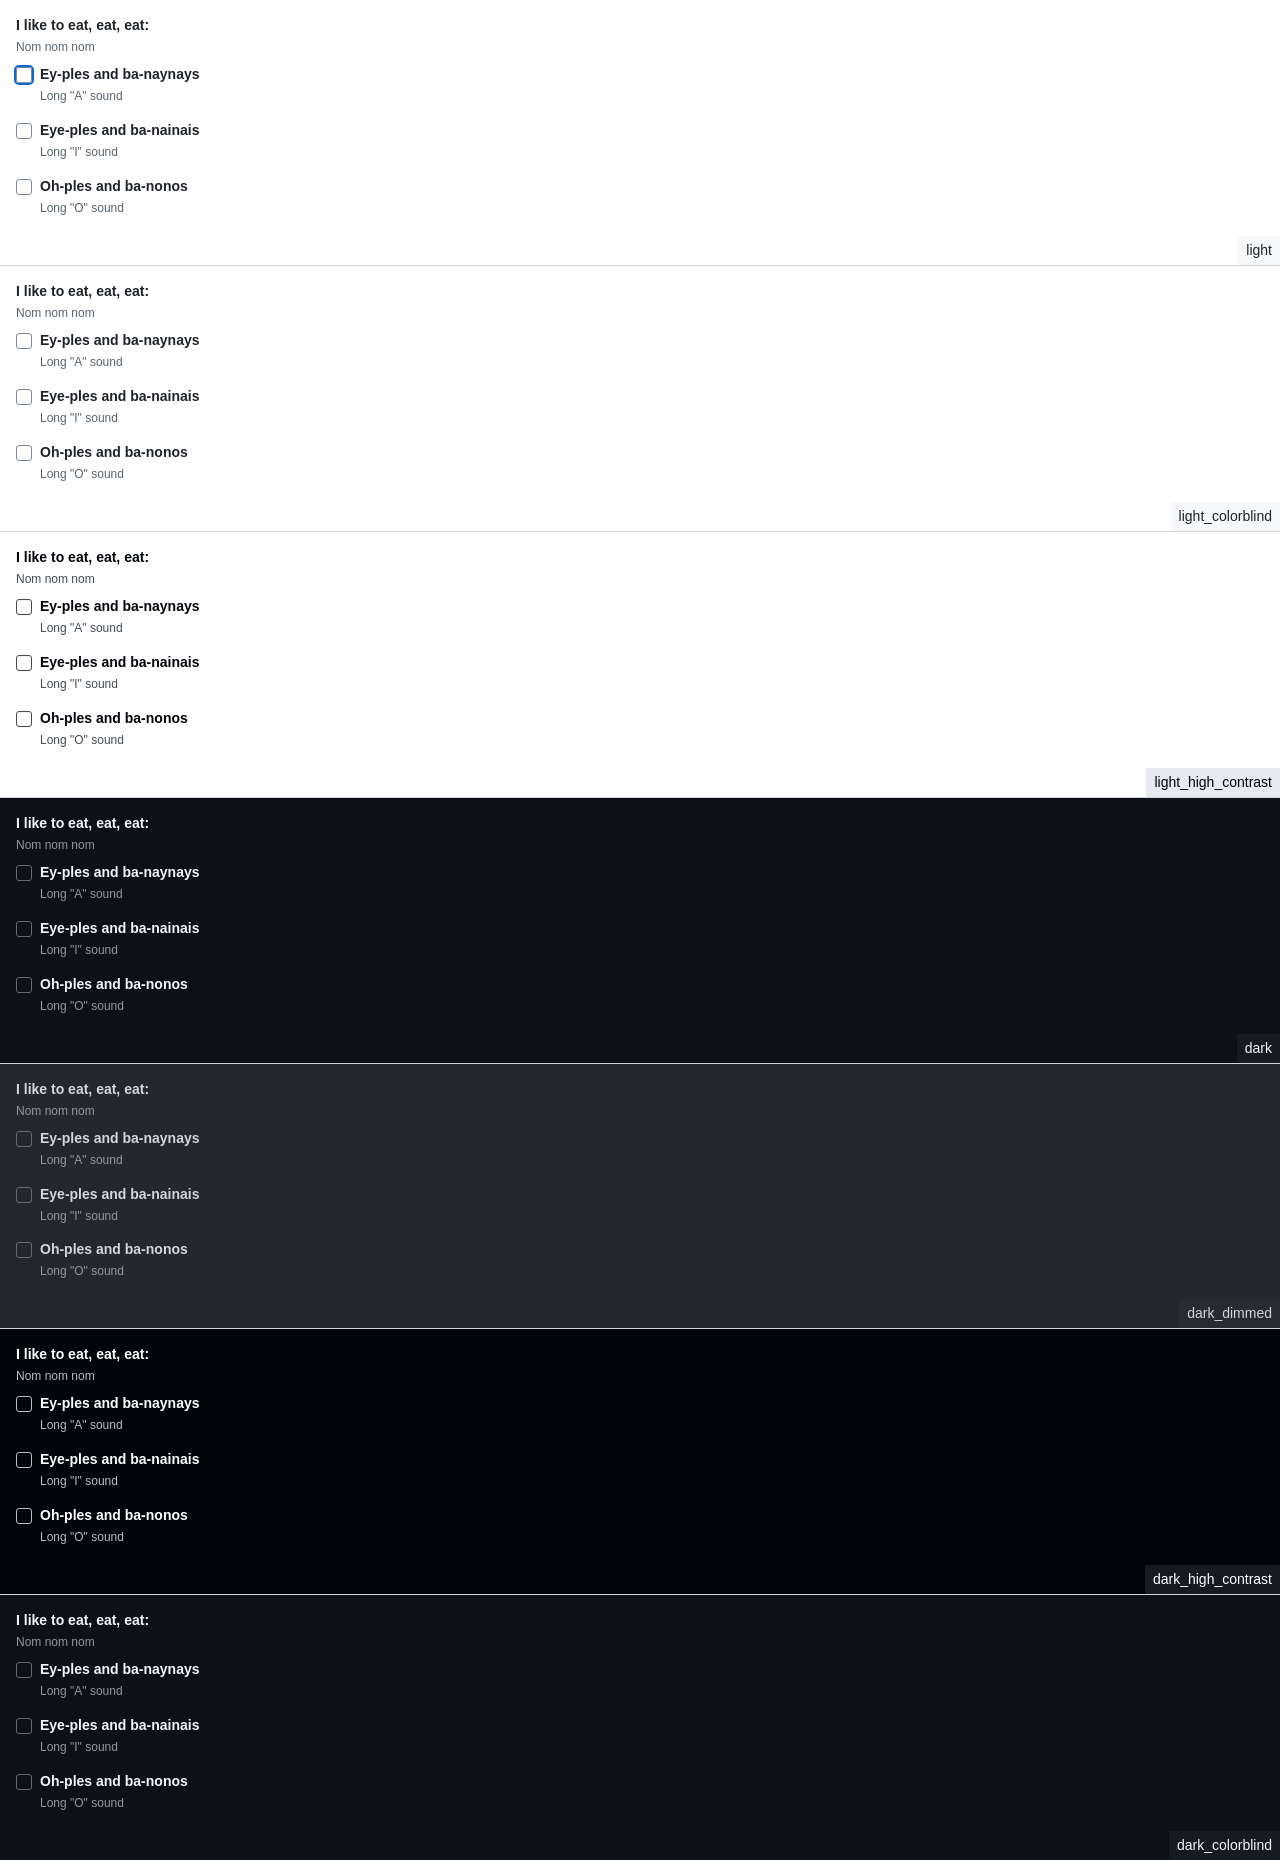 I like to eat, eat, eat:
Nom nom nom
Ey-ples and ba-naynays
Long "A" sound
Eye-ples and ba-nainais
Long "I" sound
Oh-ples and ba-nonos
Long "O" sound
light
I like to eat, eat, eat:
Nom nom nom
Ey-ples and ba-naynays
Long "A" sound
Eye-ples and ba-nainais
Long "I" sound
Oh-ples and ba-nonos
Long "O" sound
light_colorblind
I like to eat, eat, eat:
Nom nom nom
Ey-ples and ba-naynays
Long "A" sound
Eye-ples and ba-nainais
Long "I" sound
Oh-ples and ba-nonos
Long "O" sound
light_high_contrast
I like to eat, eat, eat:
Nom nom nom
Ey-ples and ba-naynays
Long "A" sound
Eye-ples and ba-nainais
Long "I" sound
Oh-ples and ba-nonos
Long "O" sound
dark
I like to eat, eat, eat:
Nom nom nom
Ey-ples and ba-naynays
Long "A" sound
Eye-ples and ba-nainais
Long "I" sound
Oh-ples and ba-nonos
Long "O" sound
dark_dimmed
I like to eat, eat, eat:
Nom nom nom
Ey-ples and ba-naynays
Long "A" sound
Eye-ples and ba-nainais
Long "I" sound
Oh-ples and ba-nonos
Long "O" sound
dark_high_contrast
I like to eat, eat, eat:
Nom nom nom
Ey-ples and ba-naynays
Long "A" sound
Eye-ples and ba-nainais
Long "I" sound
Oh-ples and ba-nonos
Long "O" sound
dark_colorblind